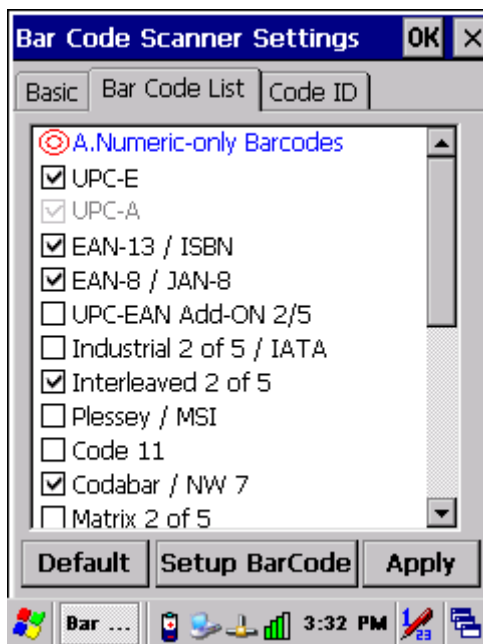 Bar Code Scanner Settings OK ×
Basic Bar Code List Code ID
A.Numeric-only Barcodes
UPC-E
UPC-A
EAN-13 / ISBN
EAN-8 / JAN-8
UPC-EAN Add-ON 2/5
Industrial 2 of 5 / IATA
Interleaved 2 of 5
Plessey / MSI
Code 11
Codabar / NW 7
Matrix 2 of 5
Default Setup BarCode Apply
Bar ... 3:32 PM 1/23